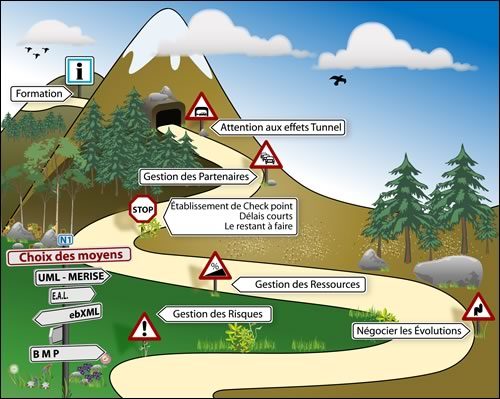 i
Formation
Attention aux effets Tunnel
Gestion des Partenaires
STOP
Établissement de Check point
Délais courts
Le restant à faire
N1
Choix des moyens
UML - MERISE
E.A.I.
ebXML
B M P
%
Gestion des Ressources
!
Gestion des Risques
Négocier les Évolutions